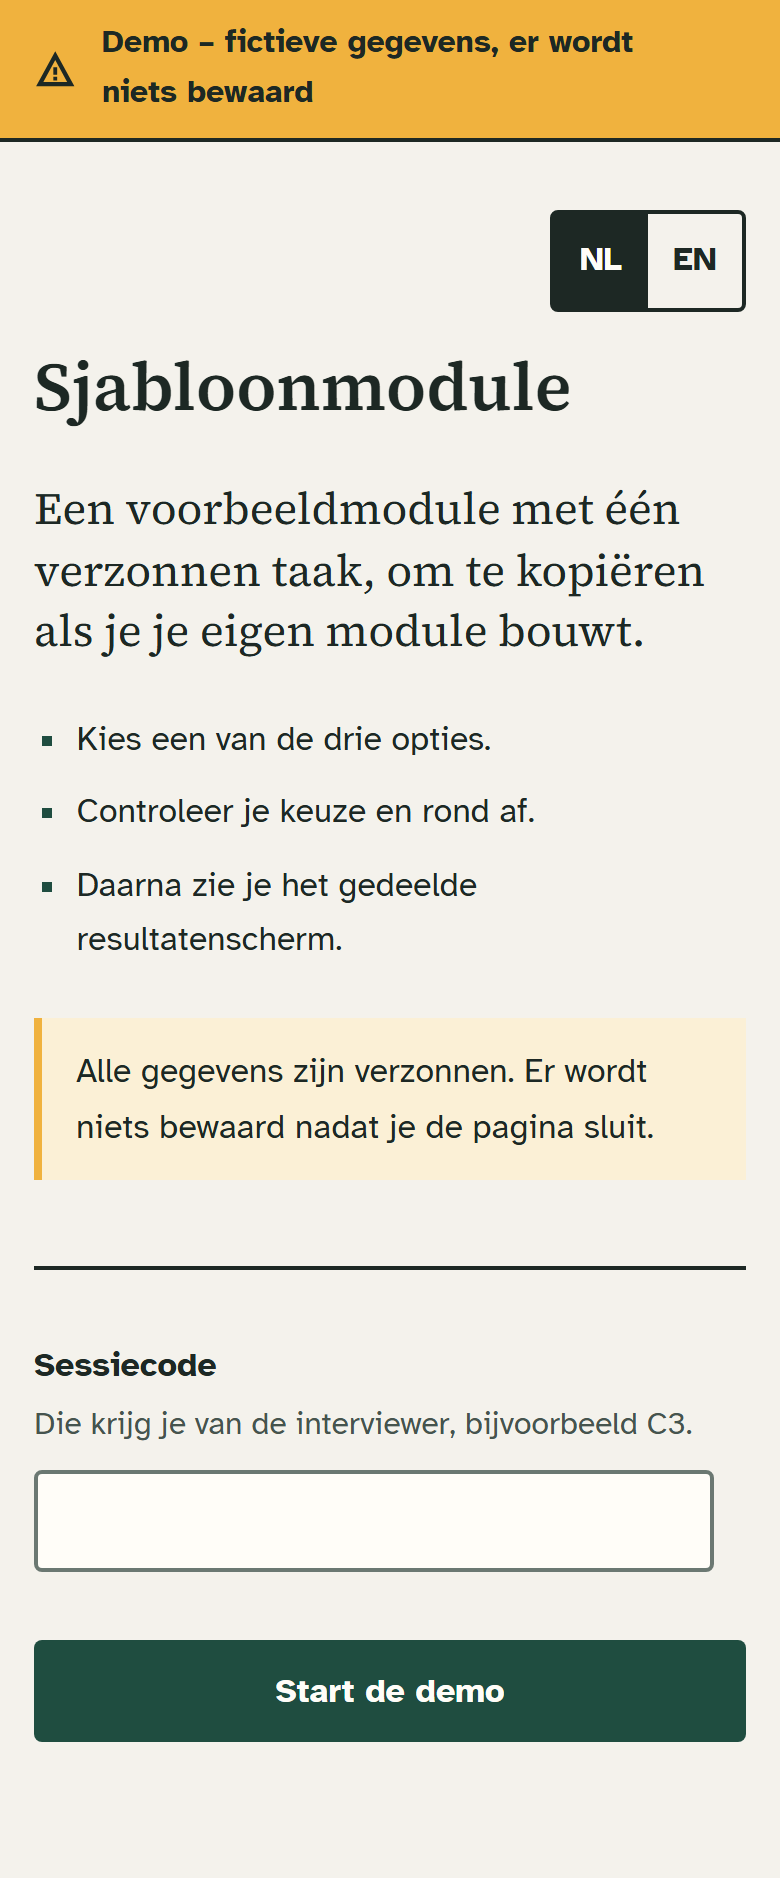 Demo – fictieve gegevens, er wordt
niets bewaard
NL EN
Sjabloonmodule
Een voorbeeldmodule met één
verzonnen taak, om te kopiëren
als je je eigen module bouwt.
Kies een van de drie opties.
Controleer je keuze en rond af.
Daarna zie je het gedeelde
resultatenscherm.
Alle gegevens zijn verzonnen. Er wordt
niets bewaard nadat je de pagina sluit.
Sessiecode
Die krijg je van de interviewer, bijvoorbeeld C3.
Start de demo